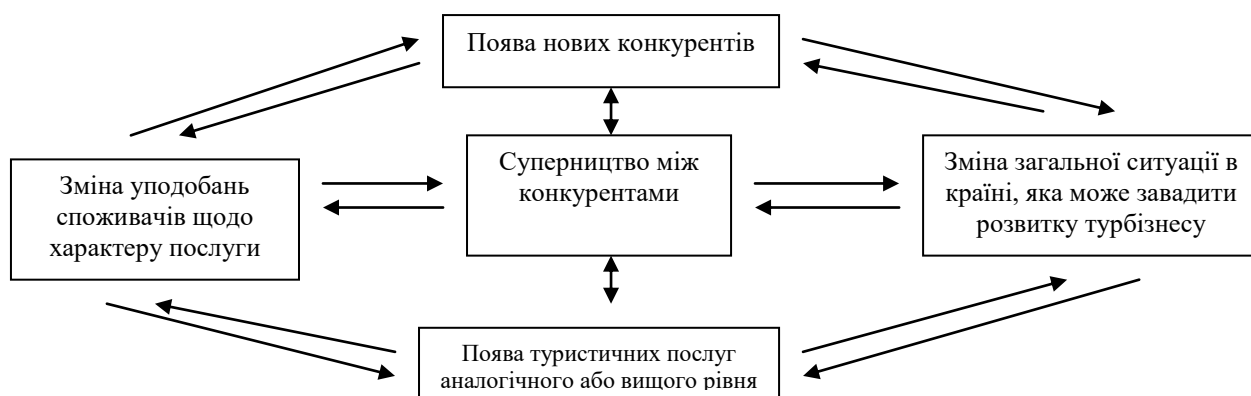 Поява нових конкурентів
Зміна уподобань
споживачів щодо
характеру послуги
Суперництво між
конкурентами
Зміна загальної ситуації в
країні, яка може завадити
розвитку турбізнесу
Поява туристичних послуг
аналогічного або вищого рівня